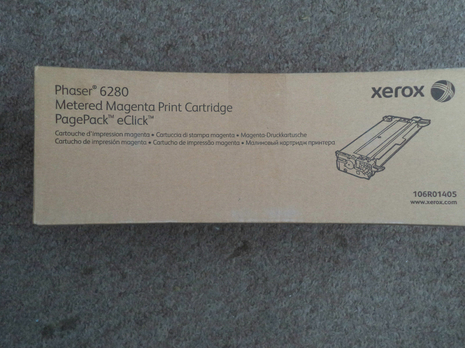 Phaser® 6280
Metered Magenta Print Cartridge
PagePack™ eClick™
Cartouche d'impression magenta • Cartuccia di stampa magenta • Magenta-Druckkartusche
Cartucho de impresión magenta • Cartucho de impressão magenta • Малиновый картридж принтера
xerox
106R01405
www.xerox.com